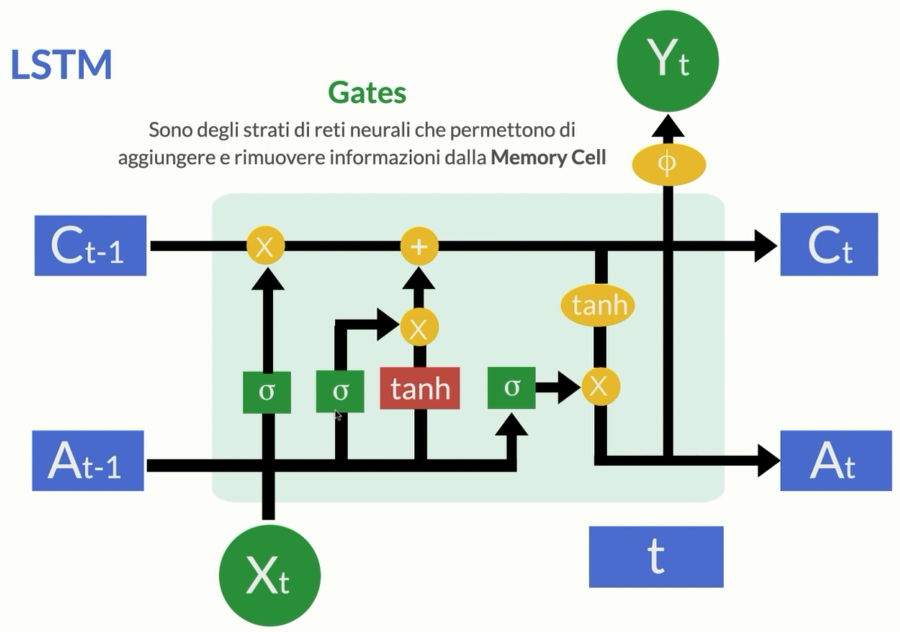 LSTM
Gates
Sono degli strati di reti neurali che permettono di
aggiungere e rimuovere informazioni dalla Memory Cell
Yt
ϕ
Ct-1
X
+
Ct
tanh
X
σ
σ
tanh
σ
X
At-1
At
Xt
t